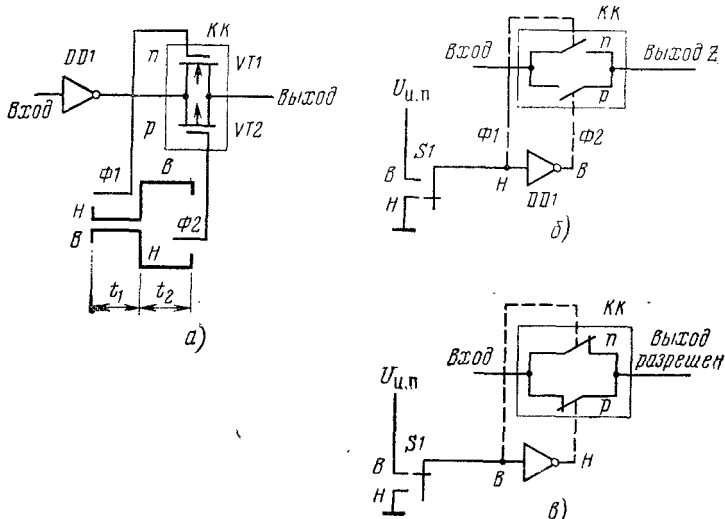 КК
DD1
п
VT1
Вход
Выход
р
VT2
Ф1
В
Н
Ф2
В
Н
t₁
t₂
а)
КК
Вход
п
Выход Z
р
Uи.п
Ф1
Ф2
S1
В
Н
Н
В
DD1
б)
КК
Вход
п
Выход
разрешен
р
Uи.п
S1
В
Н
В
Н
в)